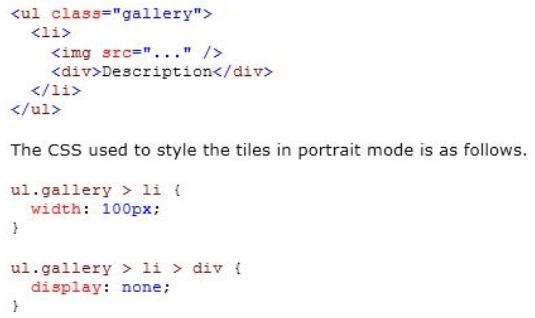 <ul class="gallery">
<li>
<img src="..." />
<div>Description</div>
</li>
</ul>
The CSS used to style the tiles in portrait mode is as follows.
ul.gallery > li {
width: 100px;
}
ul.gallery > li > div {
display: none;
}